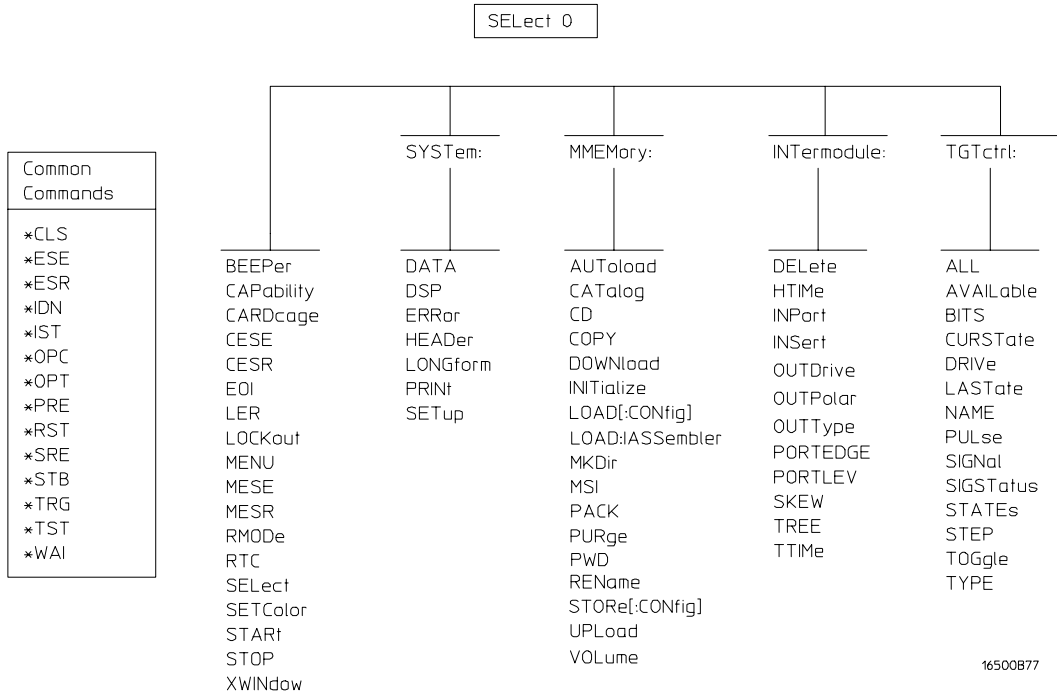 SELect 0
Common
Commands
*CLS
*ESE
*ESR
*IDN
*IST
*OPC
*OPT
*PRE
*RST
*SRE
*STB
*TRG
*TST
*WAI
BEEPer
CAPability
CARDcage
CESE
CESR
EOI
LER
LOCKout
MENU
MESE
MESR
RMODe
RTC
SELect
SETColor
STARt
STOP
XWINdow
SYSTem:
DATA
DSP
ERRor
HEADer
LONGform
PRINt
SETup
MMEMory:
AUToload
CATalog
CD
COPY
DOWNload
INITialize
LOAD[:CONfig]
LOAD:IASSembler
MKDir
MSI
PACK
PURge
PWD
REName
STORe[:CONfig]
UPLoad
VOLume
INTermodule:
DELete
HTIMe
INPort
INSert
OUTDrive
OUTPolar
OUTType
PORTEDGE
PORTLEV
SKEW
TREE
TTIMe
TGTctrl:
ALL
AVAILable
BITS
CURSTate
DRIVe
LASTate
NAME
PULse
SIGNal
SIGSTatus
STATEs
STEP
TOGgle
TYPE
16500B77